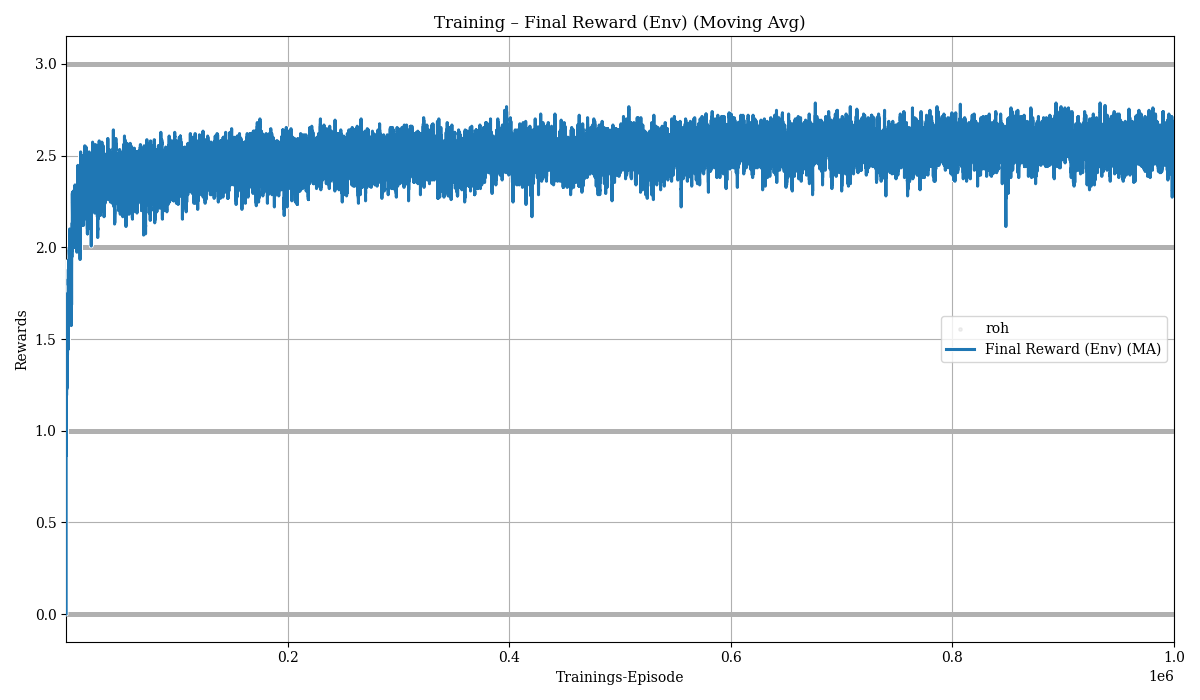 Training – Final Reward (Env) (Moving Avg)
Rewards
3.0
2.5
2.0
1.5
1.0
0.5
0.0
roh
Final Reward (Env) (MA)
0.2
0.4
0.6
0.8
1.0
1e6
Trainings-Episode